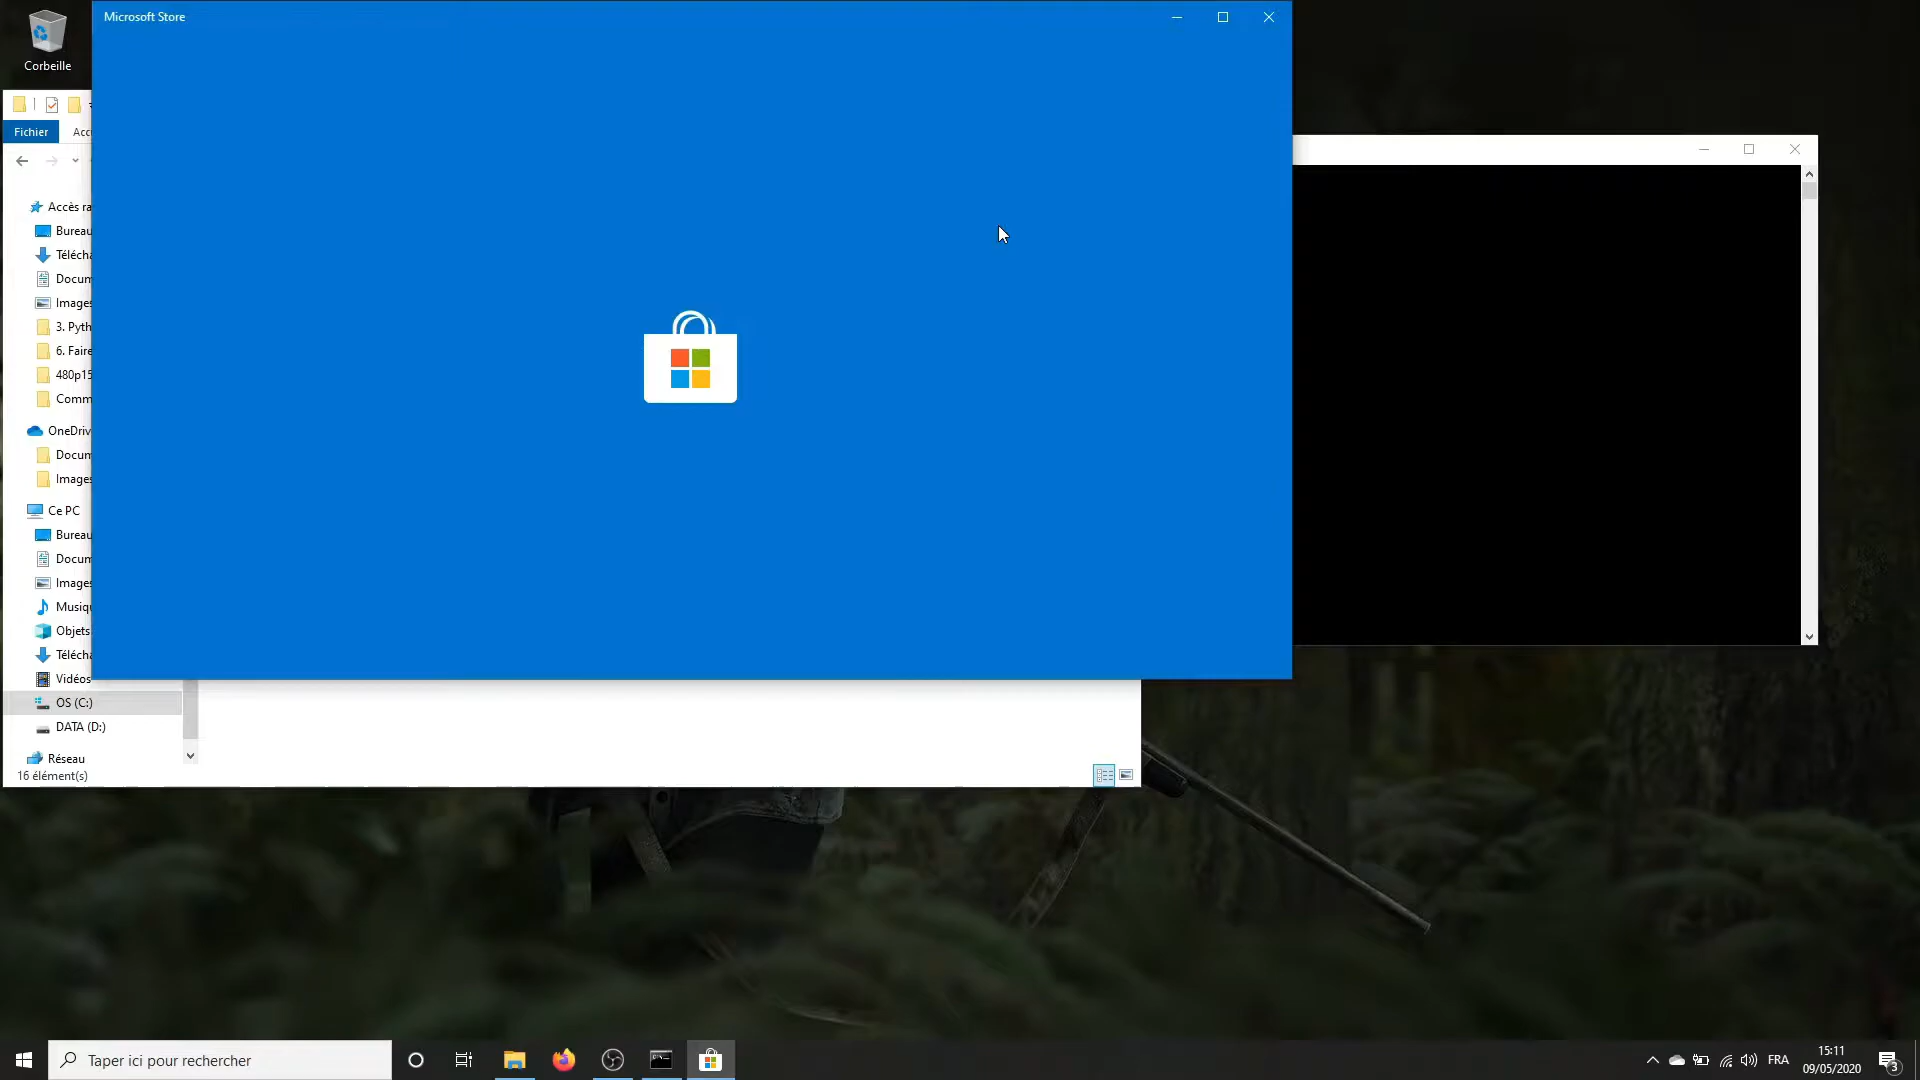 Microsoft Store
Corbeille
Fichier
Acc
Accès ra
Bureau
Télécha
Docum
Images
3. Pyth
6. Faire
480p15
Comm
OneDriv
Docum
Images
Ce PC
Bureau
Docum
Images
Musiqu
Objets
Télécha
Vidéos
OS (C:)
DATA (D:)
Réseau
16 élément(s)
Taper ici pour rechercher
FRA
15:11
09/05/2020
3